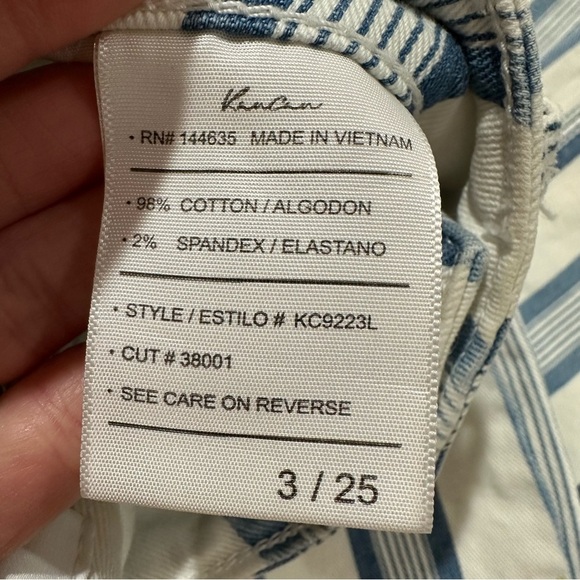 KanCan
· RN# 144635 MADE IN VIETNAM
· 98% COTTON / ALGODON
· 2% SPANDEX / ELASTANO
· STYLE / ESTILO # KC9223L
· CUT # 38001
· SEE CARE ON REVERSE
3 / 25